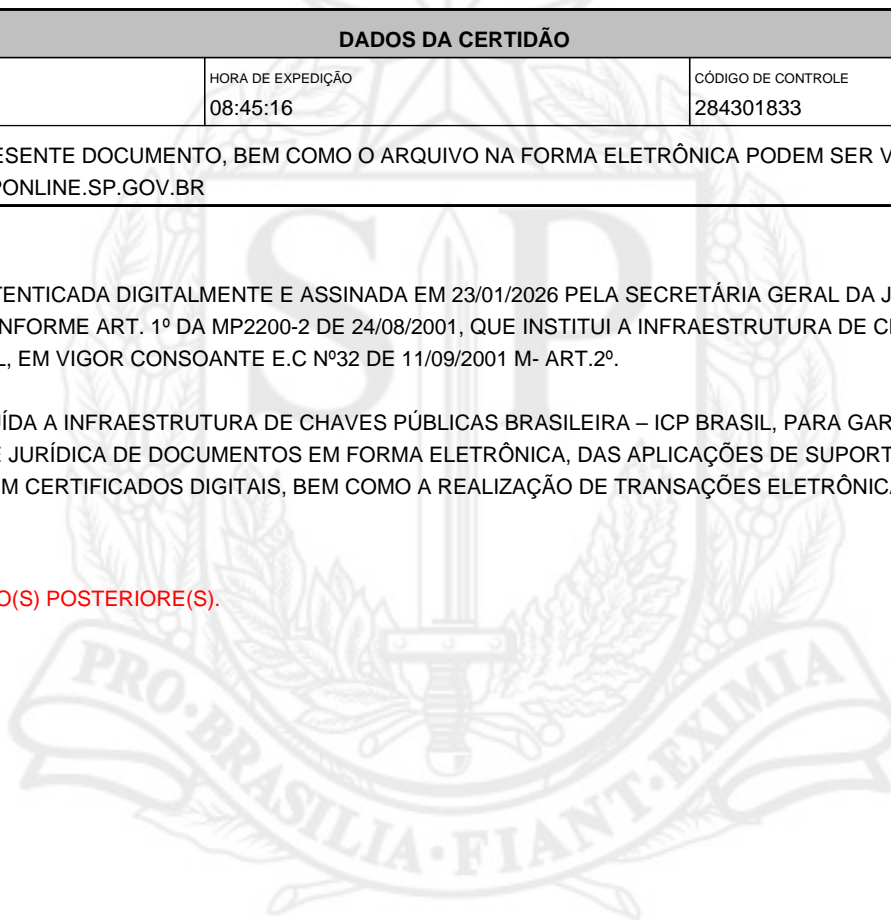 DADOS DA CERTIDÃO
HORA DE EXPEDIÇÃO
CÓDIGO DE CONTROLE
08:45:16
284301833
ESENTE DOCUMENTO, BEM COMO O ARQUIVO NA FORMA ELETRÔNICA PODEM SER V
PONLINE.SP.GOV.BR
TENTICADA DIGITALMENTE E ASSINADA EM 23/01/2026 PELA SECRETÁRIA GERAL DA J
NFORME ART. 1º DA MP2200-2 DE 24/08/2001, QUE INSTITUI A INFRAESTRUTURA DE C
L, EM VIGOR CONSOANTE E.C Nº32 DE 11/09/2001 M- ART.2º.
ÍDA A INFRAESTRUTURA DE CHAVES PÚBLICAS BRASILEIRA – ICP BRASIL, PARA GAR
E JURÍDICA DE DOCUMENTOS EM FORMA ELETRÔNICA, DAS APLICAÇÕES DE SUPORT
M CERTIFICADOS DIGITAIS, BEM COMO A REALIZAÇÃO DE TRANSAÇÕES ELETRÔNICA
O(S) POSTERIORE(S).
SP
PRO·BRASILIA·FIANT·EXIMIA